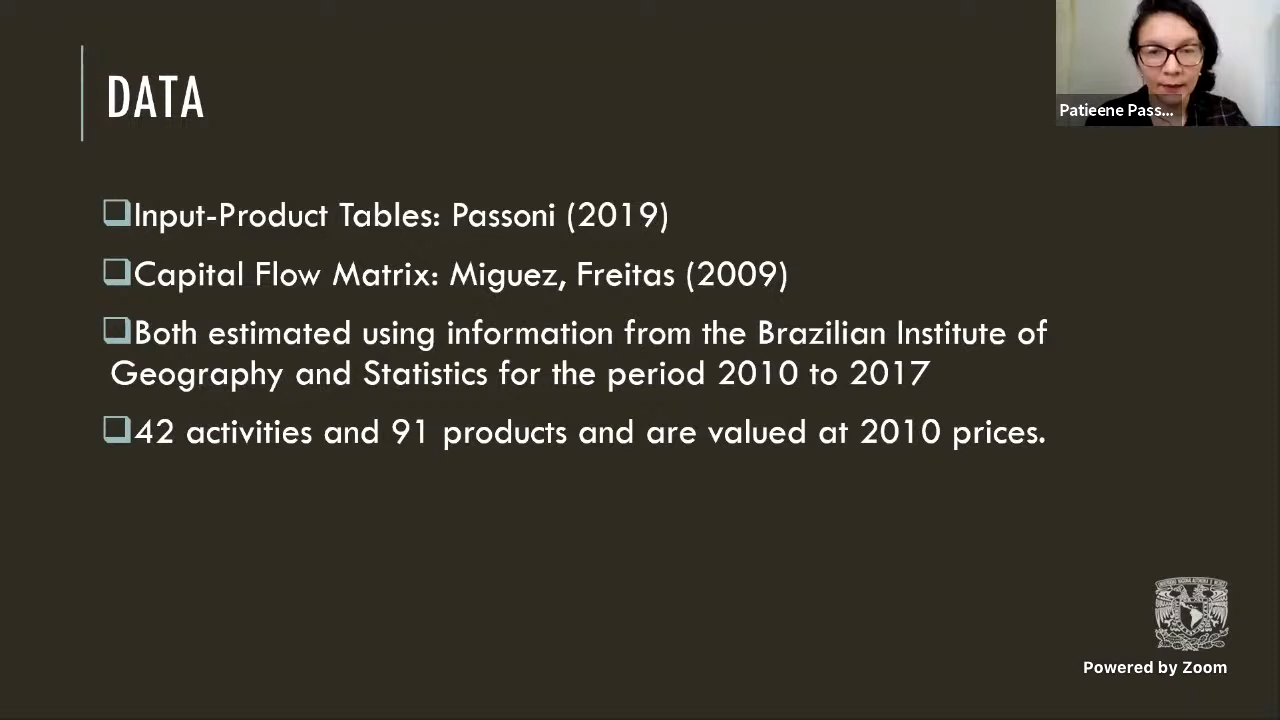 DATA
Patieene Pass...
❑Input-Product Tables: Passoni (2019)
❑Capital Flow Matrix: Miguez, Freitas (2009)
❑Both estimated using information from the Brazilian Institute of
Geography and Statistics for the period 2010 to 2017
❑42 activities and 91 products and are valued at 2010 prices.
Powered by Zoom